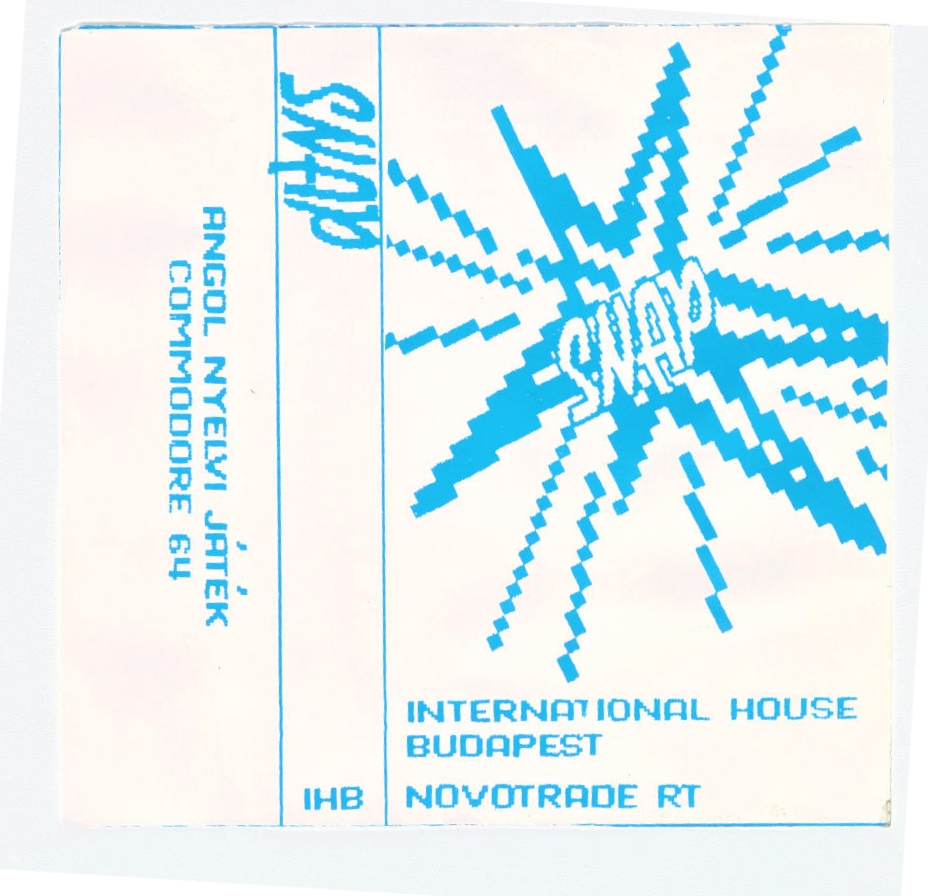 ANGOL NYELVI JÁTÉK
COMMODORE 64
SNAP
IHB
SNAP
INTERNATIONAL HOUSE
BUDAPEST
NOVOTRADE RT